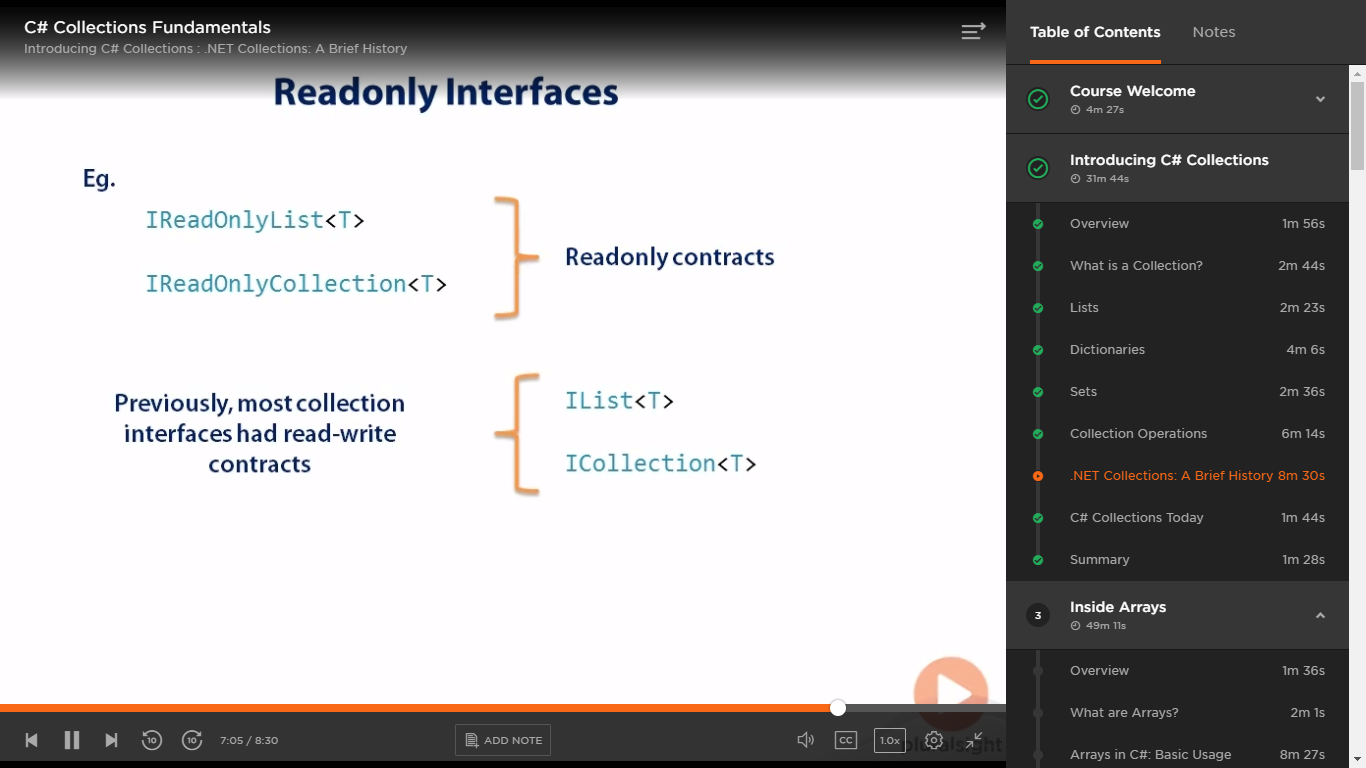 C# Collections Fundamentals
Introducing C# Collections : .NET Collections: A Brief History
Readonly Interfaces
Eg.
IReadOnlyList<T>
IReadOnlyCollection<T>
Readonly contracts
Previously, most collection
interfaces had read-write
contracts
IList<T>
ICollection<T>
10
10
7:05 / 8:30
ADD NOTE
CC
1.0x
pluralsight
Table of Contents
Notes
Course Welcome
4m 27s
Introducing C# Collections
31m 44s
Overview 1m 56s
What is a Collection? 2m 44s
Lists 2m 23s
Dictionaries 4m 6s
Sets 2m 36s
Collection Operations 6m 14s
.NET Collections: A Brief History 8m 30s
C# Collections Today 1m 44s
Summary 1m 28s
3
Inside Arrays
49m 11s
Overview 1m 36s
What are Arrays? 2m 1s
Arrays in C#: Basic Usage 8m 27s